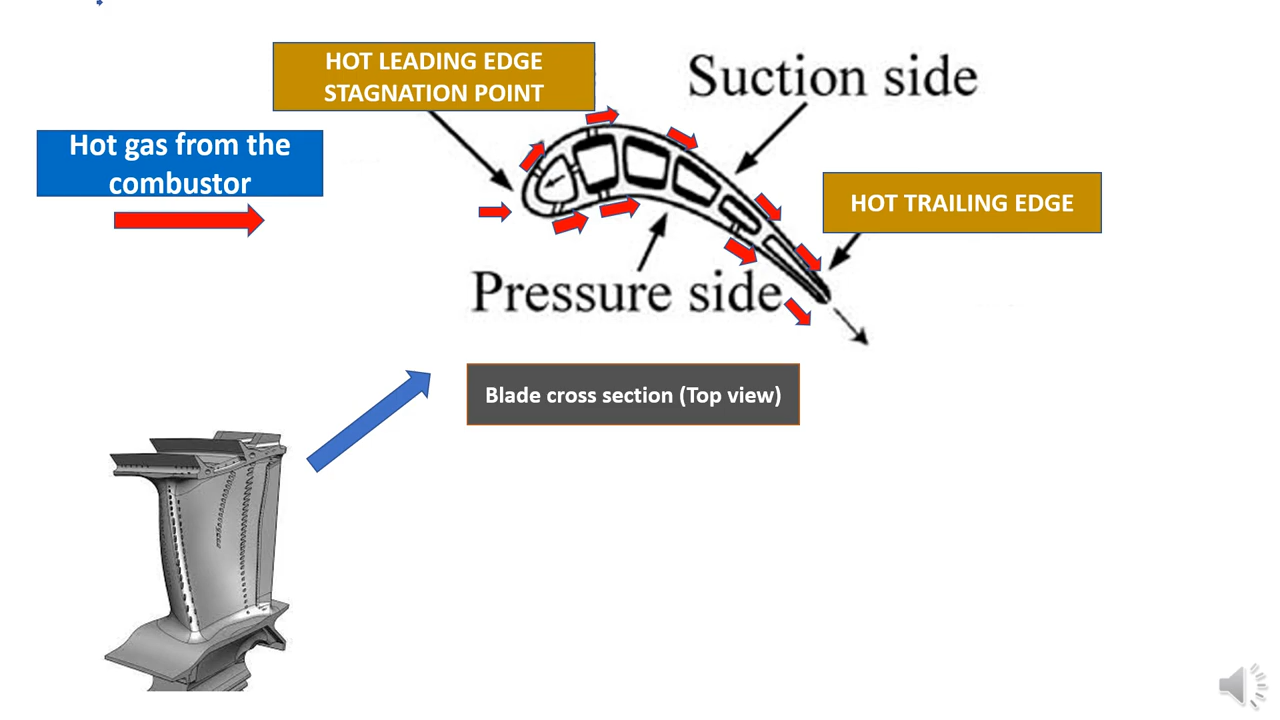 HOT LEADING EDGE
STAGNATION POINT
Suction side
Hot gas from the
combustor
HOT TRAILING EDGE
Pressure side
Blade cross section (Top view)